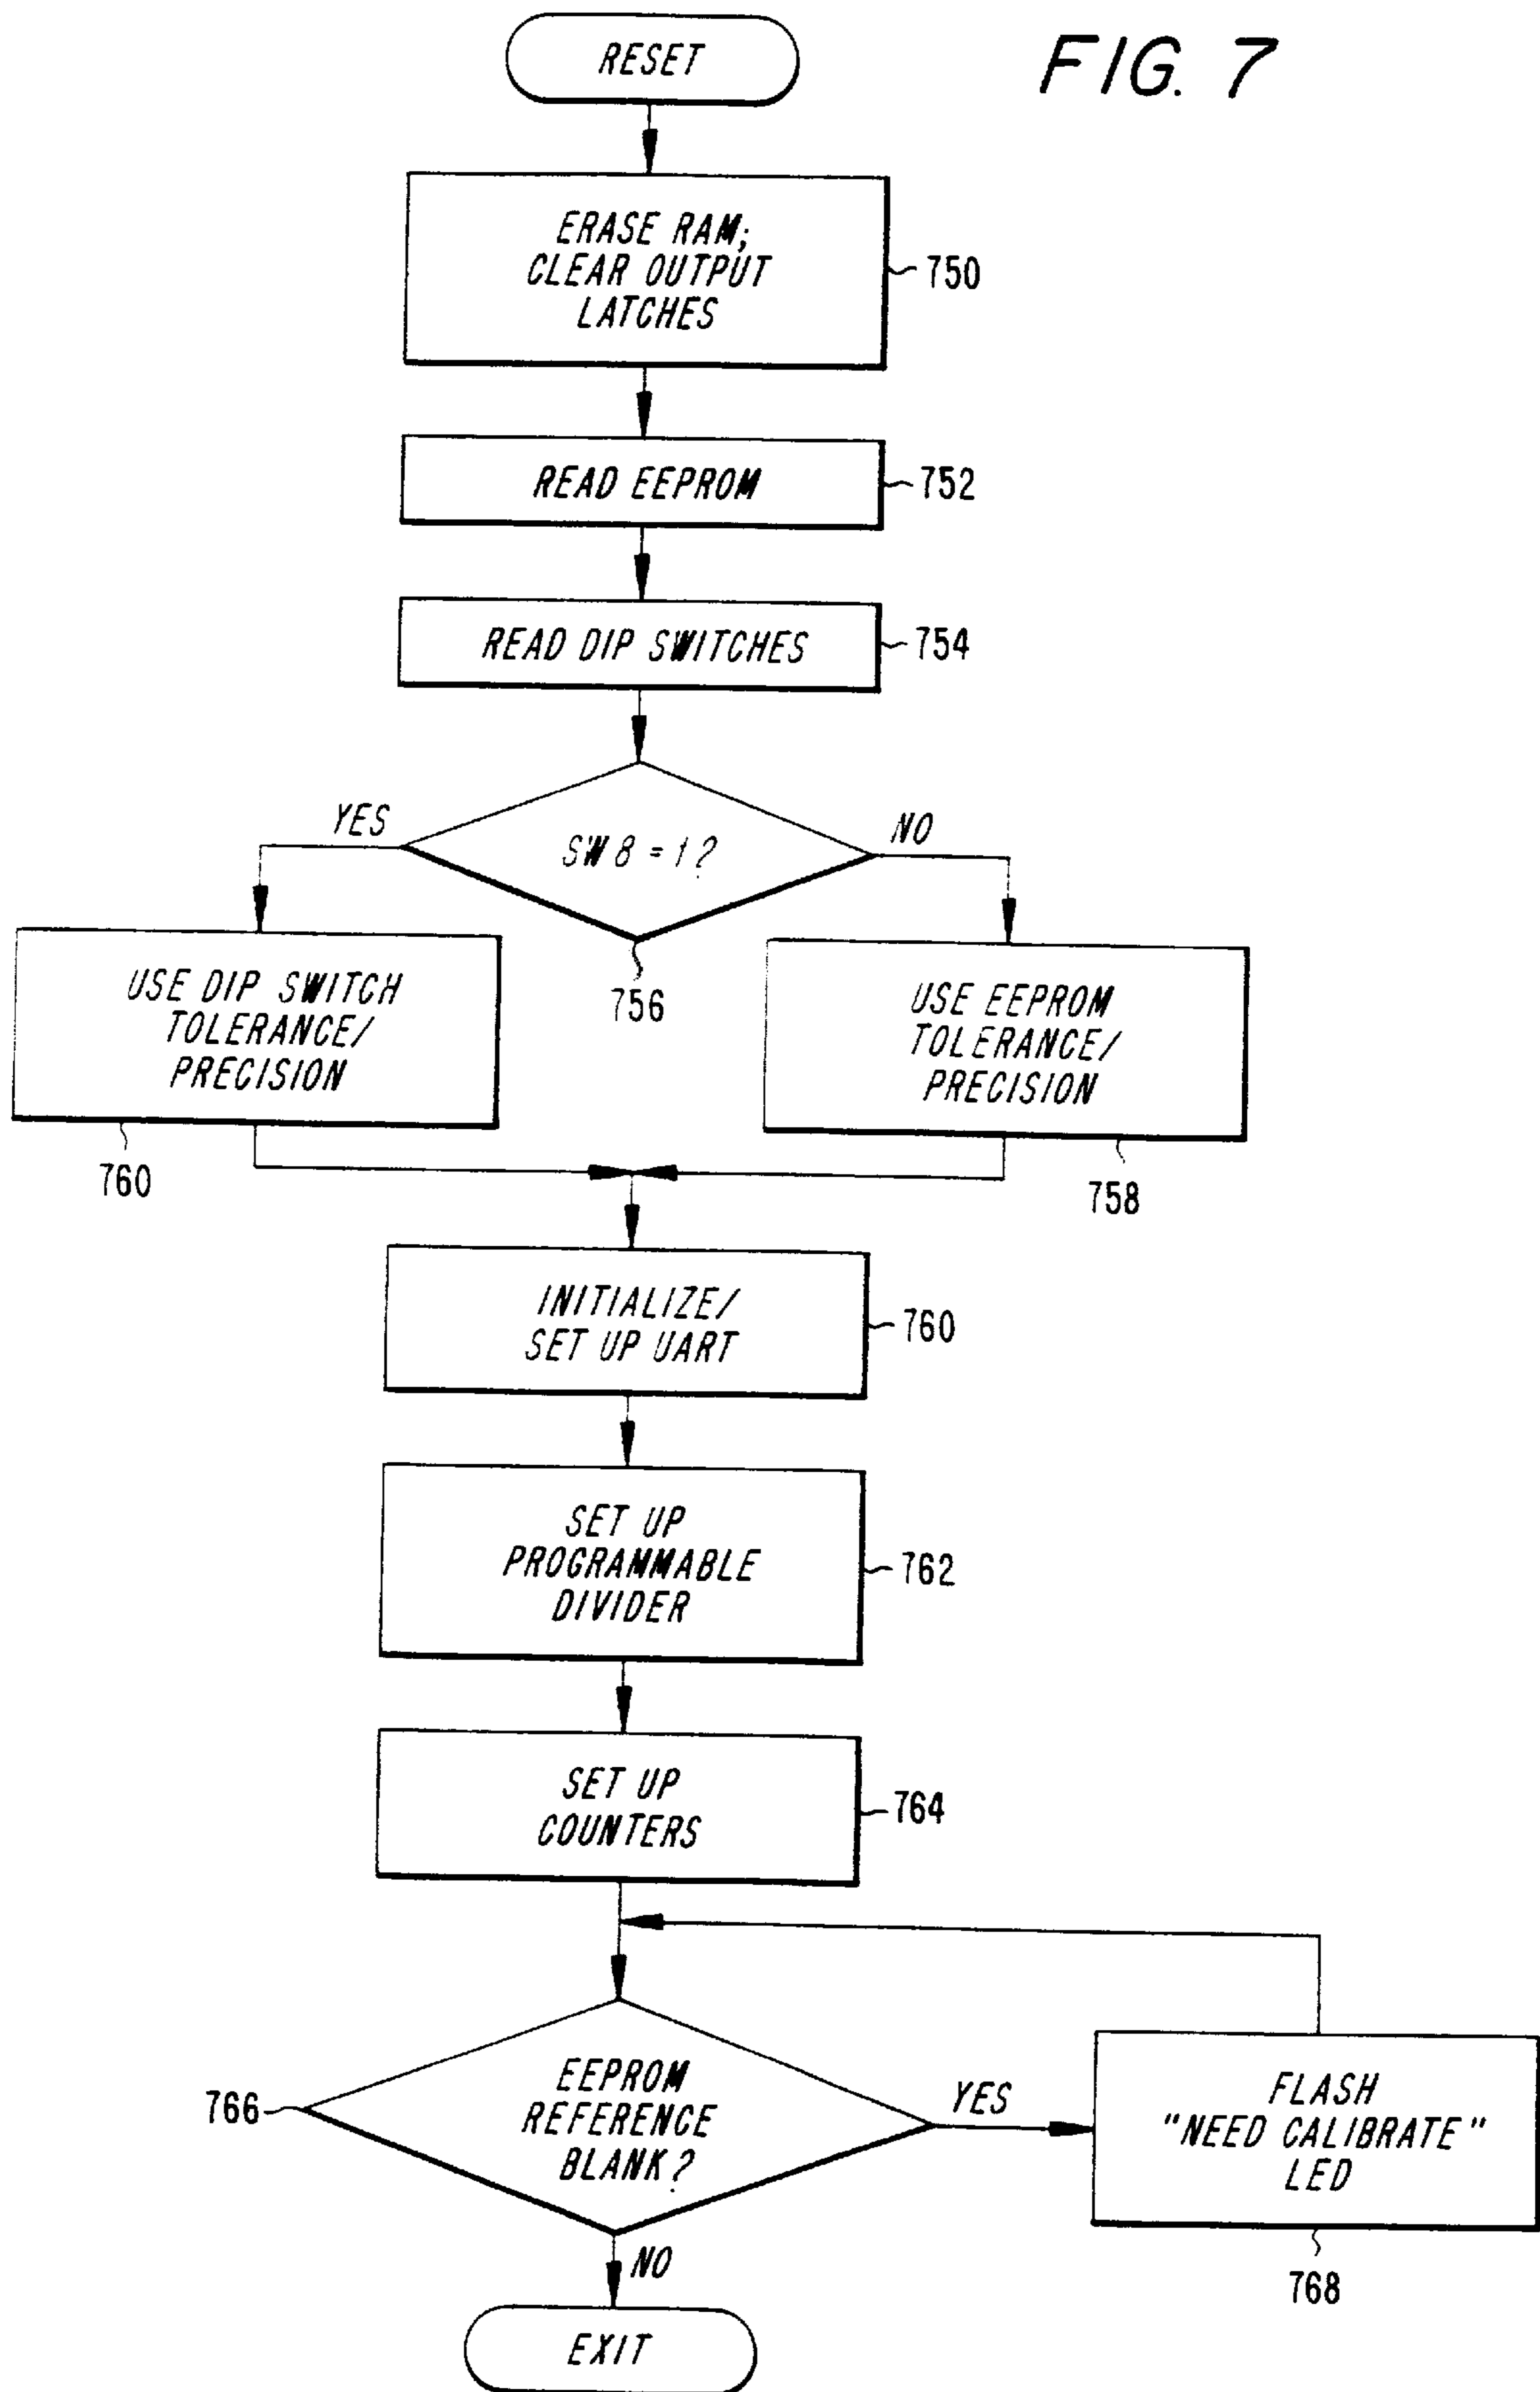 FIG. 7
RESET
ERASE RAM;
CLEAR OUTPUT
LATCHES
750
READ EEPROM
752
READ DIP SWITCHES
754
YES
SW 8 = 1?
NO
756
USE DIP SWITCH
TOLERANCE/
PRECISION
760
USE EEPROM
TOLERANCE/
PRECISION
758
INITIALIZE/
SET UP UART
760
SET UP
PROGRAMMABLE
DIVIDER
762
SET UP
COUNTERS
764
766
EEPROM
REFERENCE
BLANK?
YES
FLASH
"NEED CALIBRATE"
LED
768
NO
EXIT